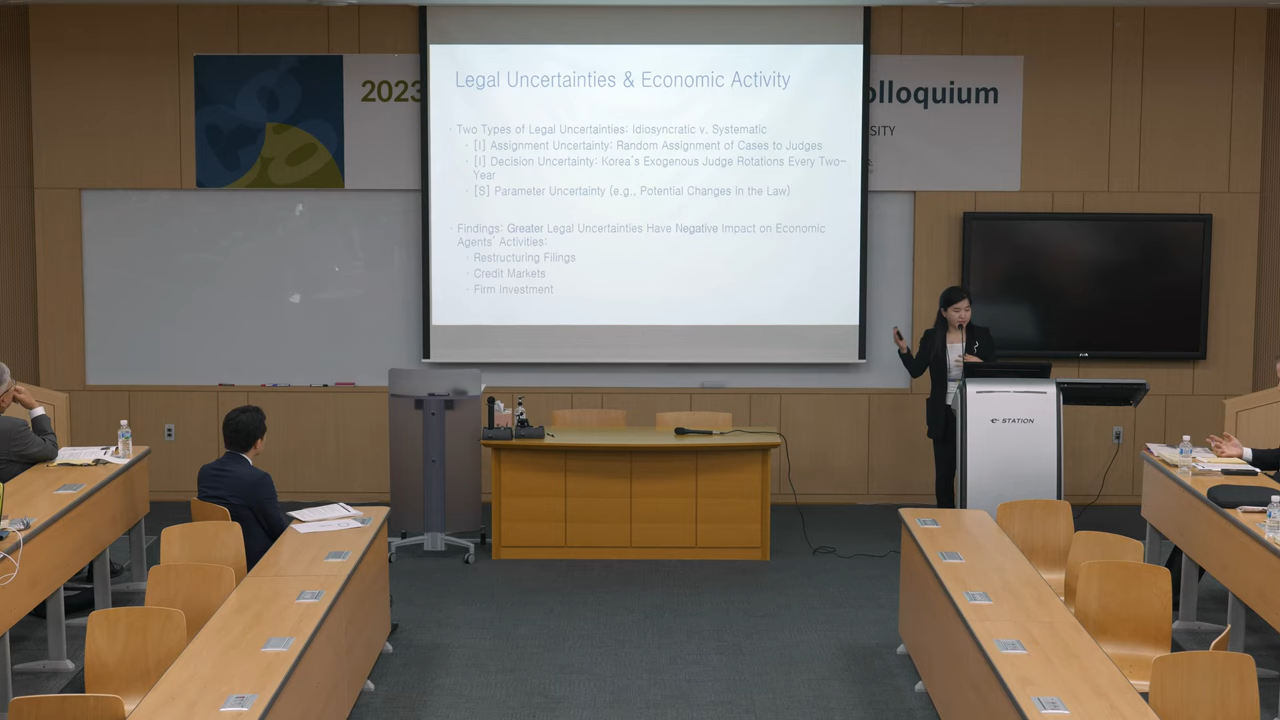 2023
olloquium
SITY
Legal Uncertainties & Economic Activity
· Two Types of Legal Uncertainties: Idiosyncratic v. Systematic
· [I] Assignment Uncertainty: Random Assignment of Cases to Judges
· [I] Decision Uncertainty: Korea's Exogenous Judge Rotations Every Two-
Year
· [S] Parameter Uncertainty (e.g., Potential Changes in the Law)
· Findings: Greater Legal Uncertainties Have Negative Impact on Economic
Agents' Activities:
· Restructuring Filings
· Credit Markets
· Firm Investment
e- STATION